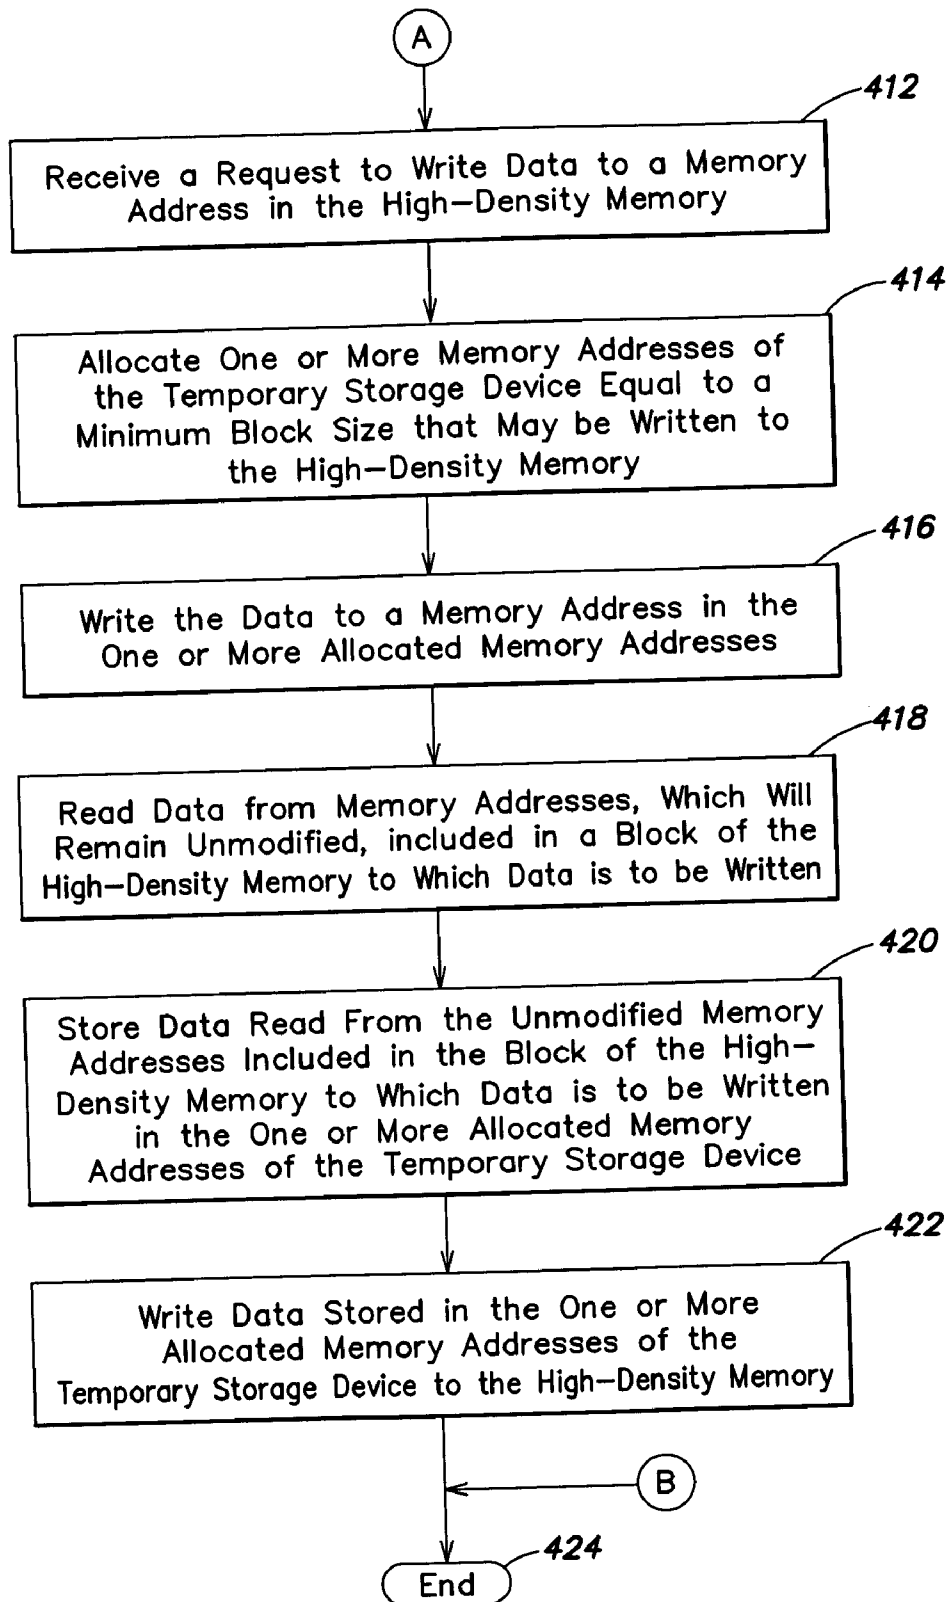 A
412
Receive a Request to Write Data to a Memory
Address in the High-Density Memory
414
Allocate One or More Memory Addresses of
the Temporary Storage Device Equal to a
Minimum Block Size that May be Written to
the High-Density Memory
416
Write the Data to a Memory Address in the
One or More Allocated Memory Addresses
418
Read Data from Memory Addresses, Which Will
Remain Unmodified, included in a Block of the
High-Density Memory to Which Data is to be Written
420
Store Data Read From the Unmodified Memory
Addresses Included in the Block of the High-
Density Memory to Which Data is to be Written
in the One or More Allocated Memory
Addresses of the Temporary Storage Device
422
Write Data Stored in the One or More
Allocated Memory Addresses of the
Temporary Storage Device to the High-Density Memory
B
424
End